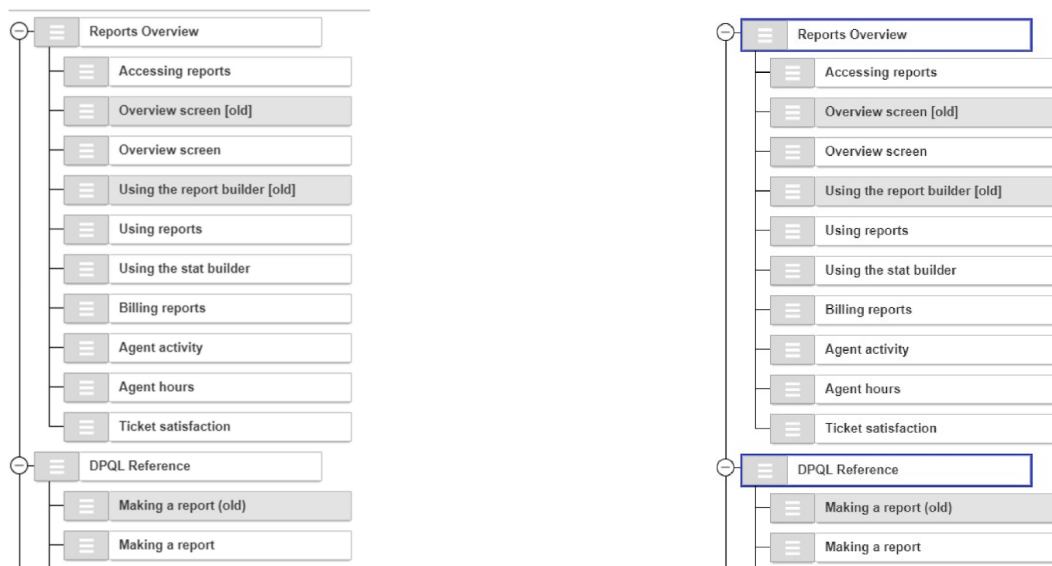 Reports Overview
Accessing reports
Overview screen [old]
Overview screen
Using the report builder [old]
Using reports
Using the stat builder
Billing reports
Agent activity
Agent hours
Ticket satisfaction
DPQL Reference
Making a report (old)
Making a report
Reports Overview
Accessing reports
Overview screen [old]
Overview screen
Using the report builder [old]
Using reports
Using the stat builder
Billing reports
Agent activity
Agent hours
Ticket satisfaction
DPQL Reference
Making a report (old)
Making a report